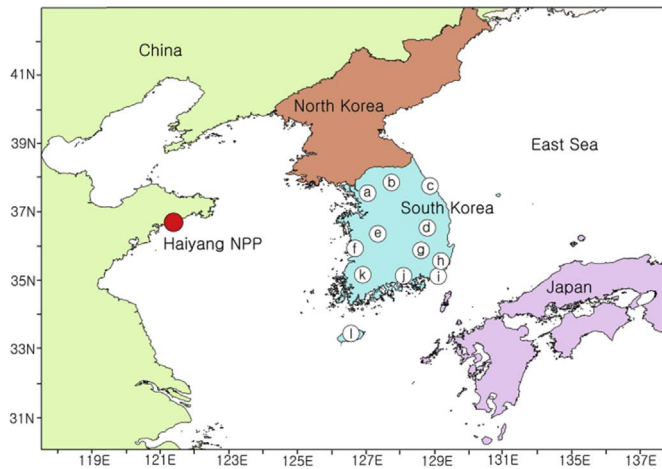 China
41N
North Korea
39N
East Sea
b
c
a
37N
South Korea
d
e
Haiyang NPP
f
g
h
35N
k
j
i
Japan
l
33N
31N
119E
121E
123E
125E
127E
129E
131E
135E
137E